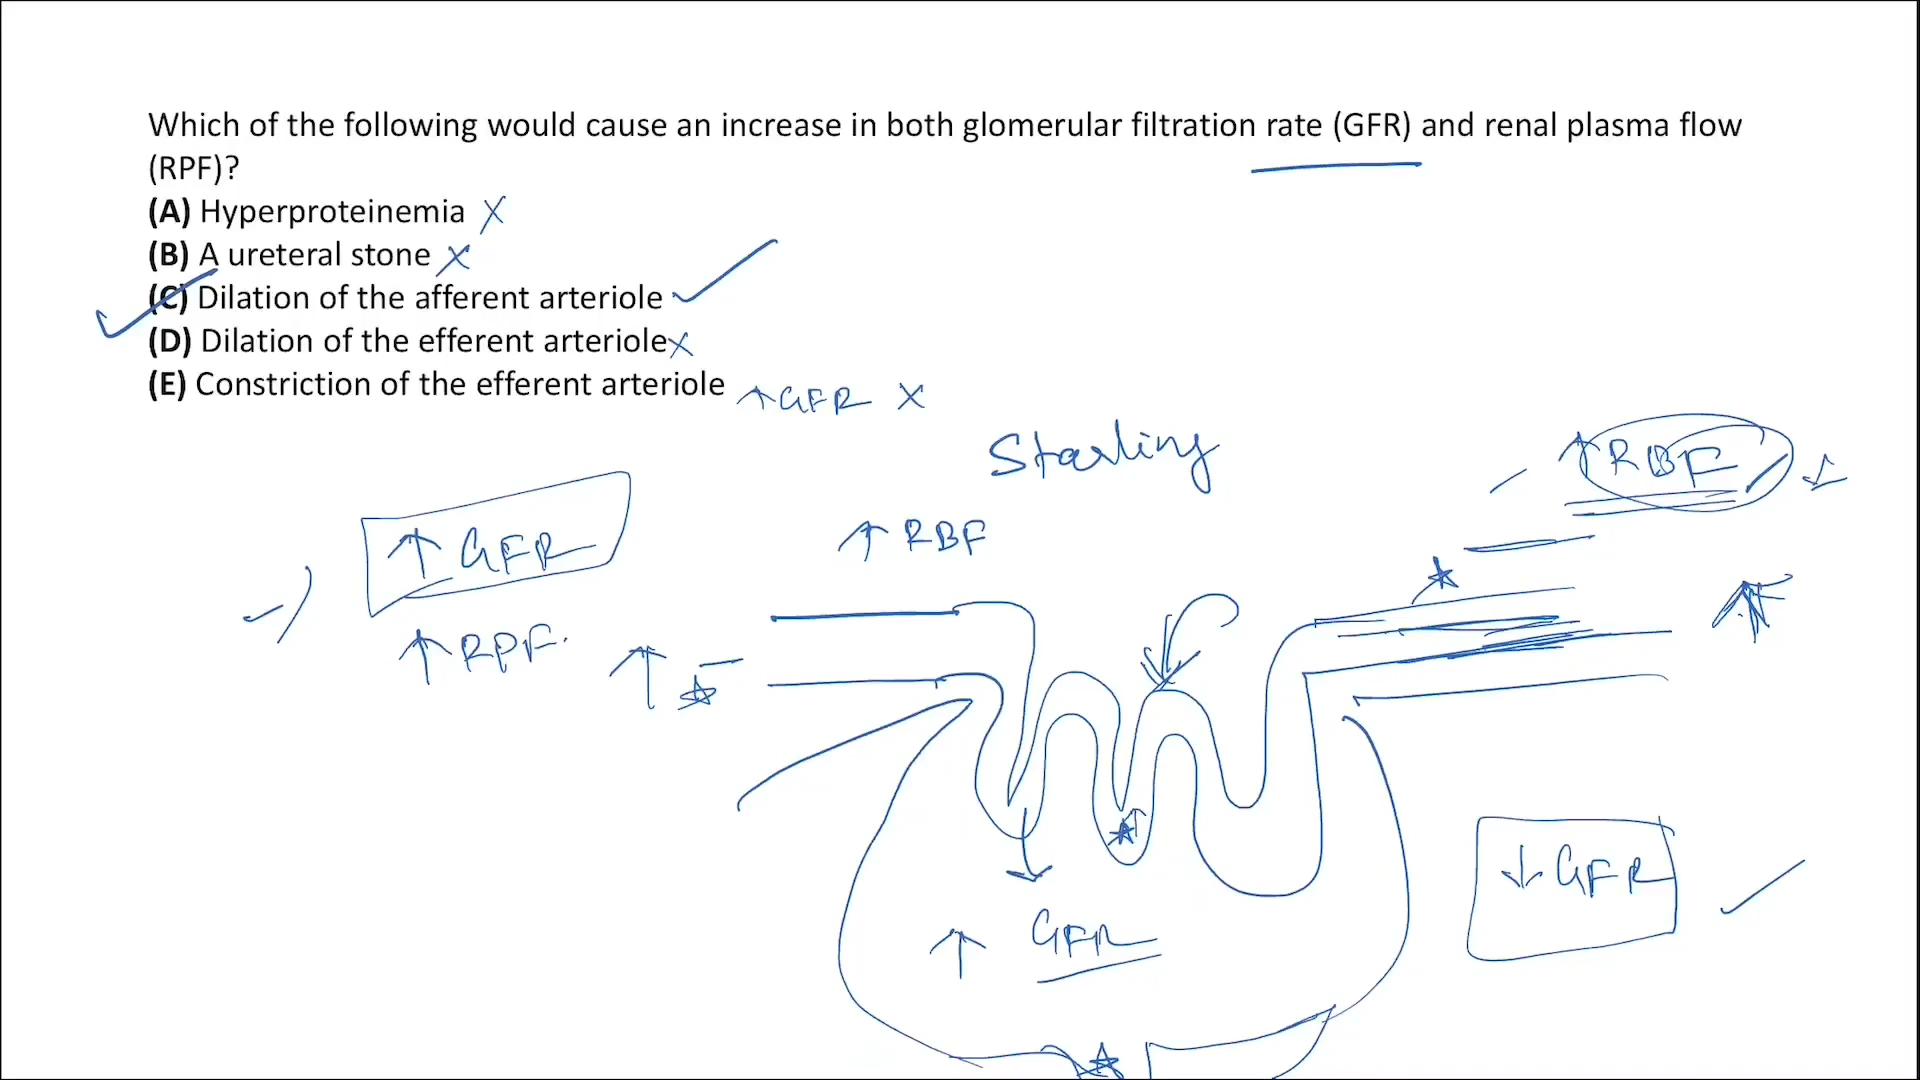 Which of the following would cause an increase in both glomerular filtration rate (GFR) and renal plasma flow
(RPF)?
(A) Hyperproteinemia X
(B) A ureteral stone X
(C) Dilation of the afferent arteriole ✓
(D) Dilation of the efferent arteriole X
(E) Constriction of the efferent arteriole ↑ GFR X
Starling
↑ RBF
↑ GFR
↑ RBF
↑ RPF
↑ GFR
↓ GFR